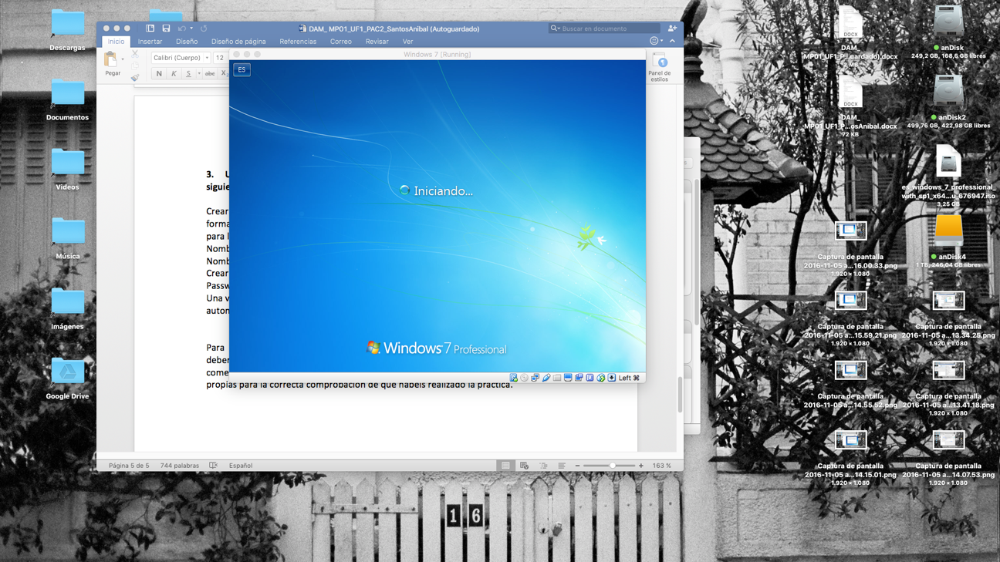 Descargas
Documentos
Vídeos
Música
Imágenes
Google Drive
DAM_ MP01_UF1_PAC2_SantosAnibal (Autoguardado)
Buscar en documento
Inicio
Insertar
Diseño
Diseño de página
Referencias
Correo
Revisar
Ver
Pegar
Calibri (Cuerpo)
12
N K S abc X₂
Panel de
estilos
Windows 7 [Running]
ES
Iniciando...
Windows 7 Professional
Left ⌘
3.
siguie
Crear
forma
para l
Nomb
Nomb
Crear
Passw
Una v
auton
Para
deber
come
propias para la correcta comprobación de que habéis realizado la práctica.
Página 5 de 5
744 palabras
Español
163 %
16
DOCX
DAM_
MP01_UF1_P...uardado).docx
2 MB
DOCX
DAM_
MP01_UF1_P...osAnibal.docx
72 KB
Captura de pantalla
2016-11-05 a...16.00.33.png
1.920 × 1.080
Captura de pantalla
2016-11-05 a...15.59.21.png
1.920 × 1.080
Captura de pantalla
2016-11-05 a...14.55.52.png
1.920 × 1.080
Captura de pantalla
2016-11-05 a...14.15.01.png
1.920 × 1.080
anDisk
249,2 GB, 168,6 GB libres
anDisk2
499,76 GB, 422,98 GB libres
es_windows_7_professional_
with_sp1_x64...u_676947.iso
3,25 GB
anDisk4
1 TB, 246,04 GB libres
Captura de pantalla
2016-11-05 a...13.34.25.png
1.920 × 1.080
Captura de pantalla
2016-11-05 a...13.41.18.png
1.920 × 1.080
Captura de pantalla
2016-11-05 a...14.07.53.png
1.920 × 1.080